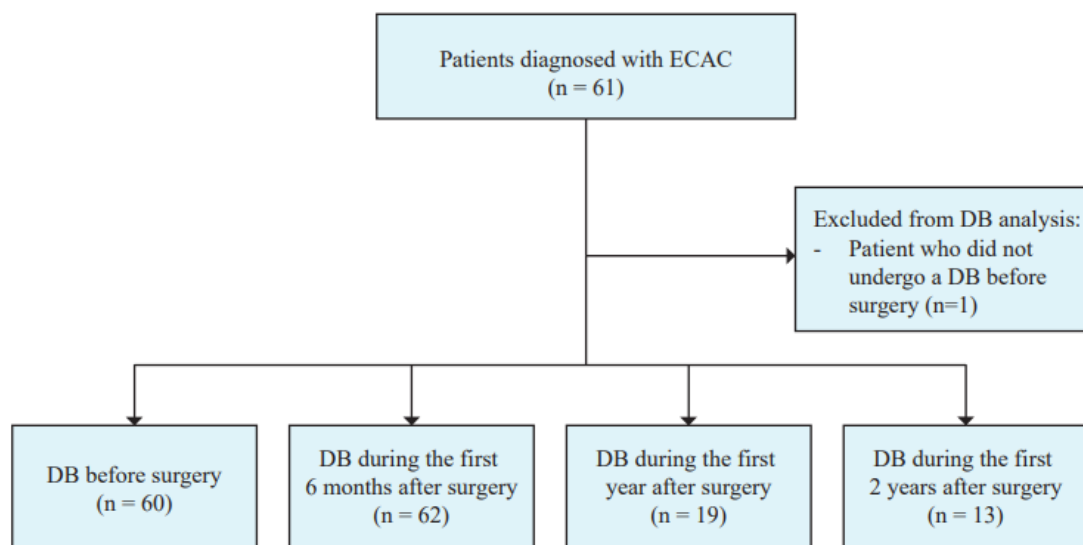 Patients diagnosed with ECAC
(n = 61)
Excluded from DB analysis:
- Patient who did not
undergo a DB before
surgery (n=1)
DB before surgery
(n = 60)
DB during the first
6 months after surgery
(n = 62)
DB during the first
year after surgery
(n = 19)
DB during the first
2 years after surgery
(n = 13)